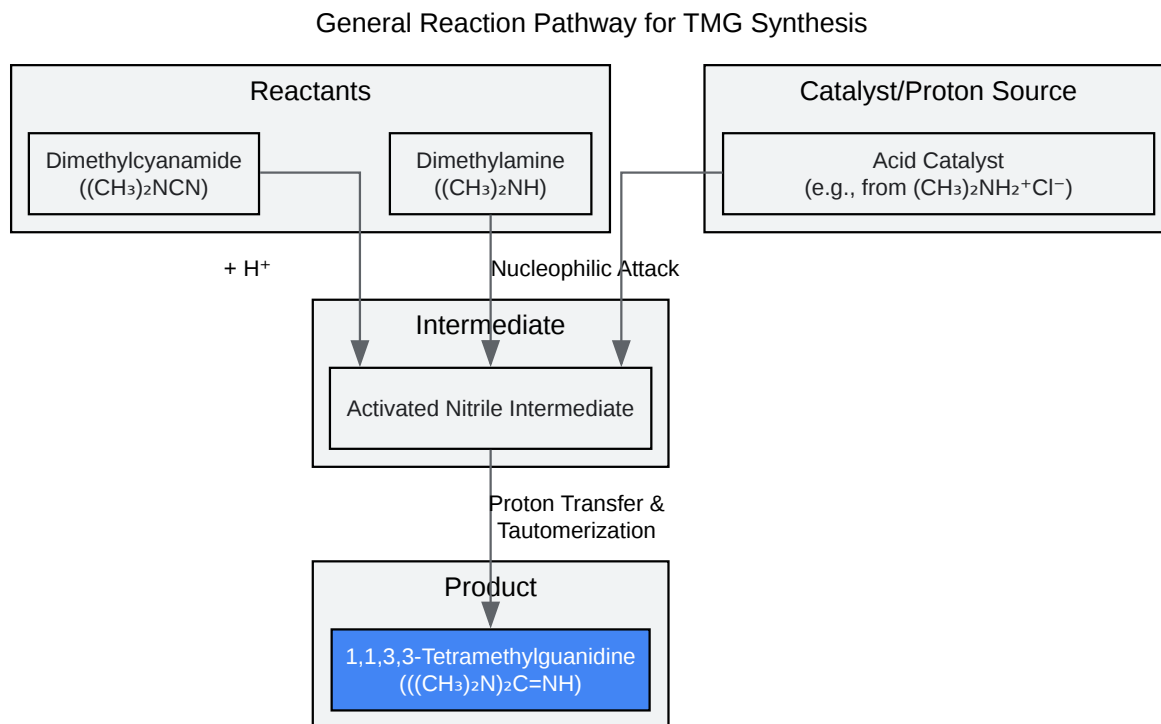 General Reaction Pathway for TMG Synthesis
Reactants
Catalyst/Proton Source
Dimethylcyanamide
((CH₃)₂NCN)
Dimethylamine
((CH₃)₂NH)
Acid Catalyst
(e.g., from (CH₃)₂NH₂⁺Cl⁻)
+ H⁺
Nucleophilic Attack
Intermediate
Activated Nitrile Intermediate
Proton Transfer &
Tautomerization
Product
1,1,3,3-Tetramethylguanidine
(((CH₃)₂N)₂C=NH)